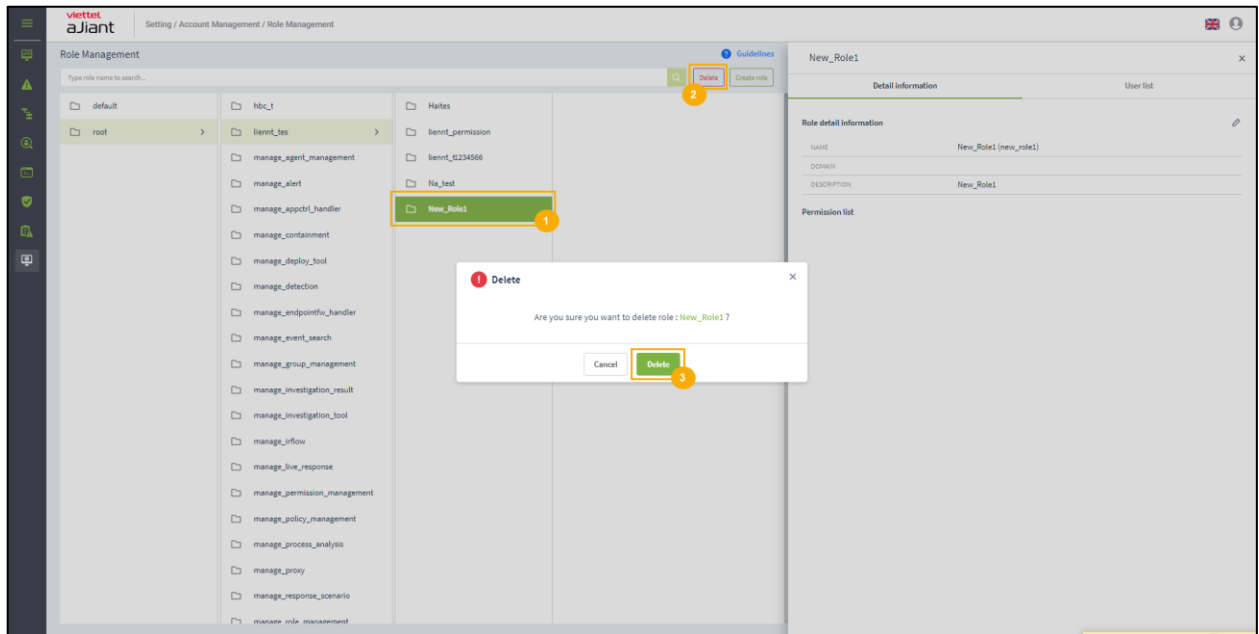 viettel
aJiant
Setting / Account Management / Role Management
Role Management
? Guidelines
Type role name to search...
Delete
Create role
2
default
root
hbc_t
liennt_tes
manage_agent_management
manage_alert
manage_appctrl_handler
manage_containment
manage_deploy_tool
manage_detection
manage_endpointfw_handler
manage_event_search
manage_group_management
manage_investigation_result
manage_investigation_tool
manage_irflow
manage_live_response
manage_permission_management
manage_policy_management
manage_process_analysis
manage_proxy
manage_response_scenario
manage_role_management
Haites
liennt_permission
liennt_t1234566
Na_test
New_Role1
1
! Delete
Are you sure you want to delete role : New_Role1 ?
Cancel
Delete
3
New_Role1
Detail information
User list
Role detail information
NAME New_Role1 (new_role1)
DOMAIN
DESCRIPTION New_Role1
Permission list